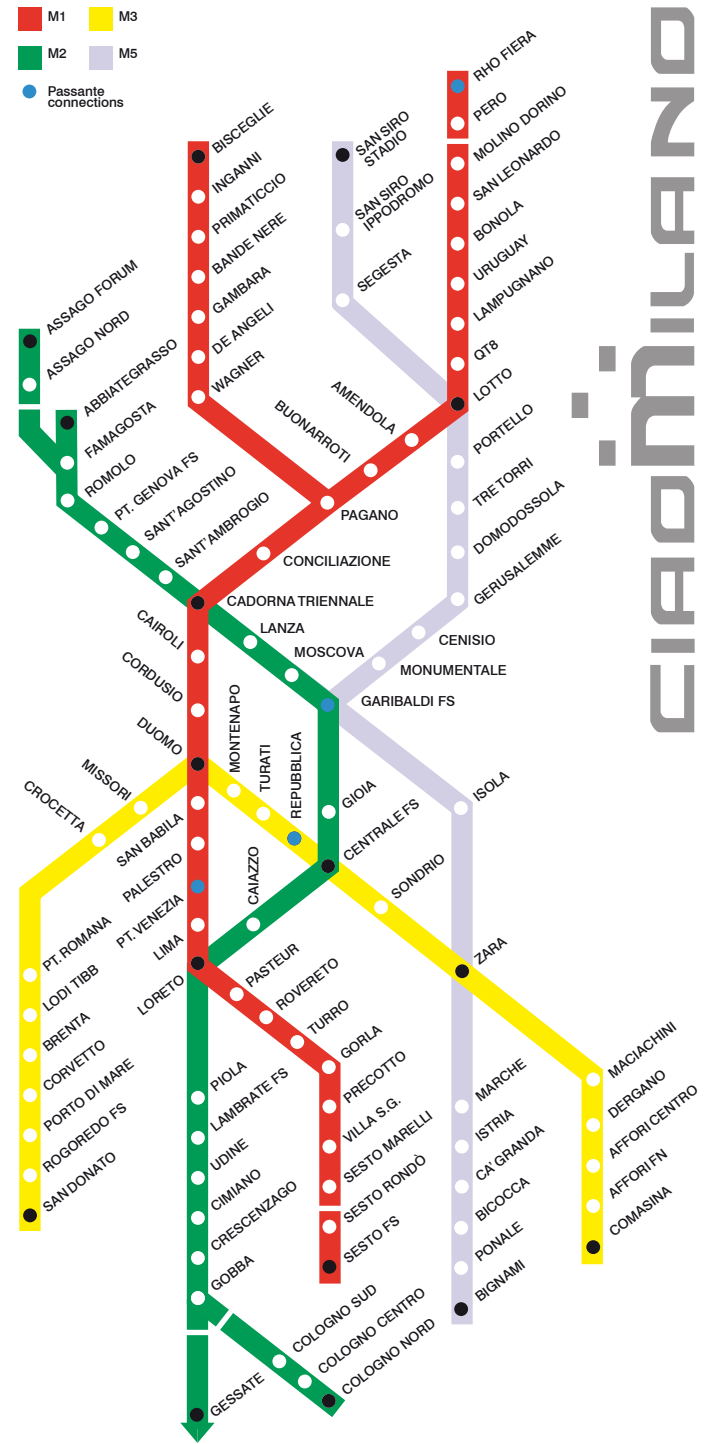 M1
M3
M2
M5
Passante
connections
CIAOMILANO
RHO FIERA
PERO
MOLINO DORINO
SAN LEONARDO
BONOLA
URUGUAY
LAMPUGNANO
QT8
LOTTO
BISCEGLIE
INGANNI
PRIMATICCIO
BANDE NERE
GAMBARA
DE ANGELI
WAGNER
SAN SIRO
STADIO
SAN SIRO
IPPODROMO
SEGESTA
ASSAGO FORUM
ASSAGO NORD
ABBIATEGRASSO
FAMAGOSTA
ROMOLO
PT. GENOVA FS
SANT'AGOSTINO
SANT'AMBROGIO
AMENDOLA
BUONARROTI
PAGANO
CONCILIAZIONE
CADORNA TRIENNALE
PORTELLO
TRE TORRI
DOMODOSSOLA
GERUSALEMME
CENISIO
MONUMENTALE
GARIBALDI FS
LANZA
MOSCOVA
CAIROLI
CORDUSIO
DUOMO
MISSORI
CROCETTA
MONTENAPO
TURATI
REPUBBLICA
GIOIA
CENTRALE FS
ISOLA
SAN BABILA
PALESTRO
PT. VENEZIA
LIMA
LORETO
CAIAZZO
SONDRIO
ZARA
PT. ROMANA
LODI TIBB
BRENTA
CORVETTO
PORTO DI MARE
ROGOREDO FS
SAN DONATO
PASTEUR
ROVERETO
TURRO
GORLA
PRECOTTO
VILLA S.G.
SESTO MARELLI
SESTO RONDÒ
SESTO FS
PIOLA
LAMBRATE FS
UDINE
CIMIANO
CRESCENZAGO
GOBBA
COLOGNO SUD
COLOGNO CENTRO
COLOGNO NORD
GESSATE
MARCHE
ISTRIA
CA' GRANDA
BICOCCA
PONALE
BIGNAMI
MACIACHINI
DERGANO
AFFORI CENTRO
AFFORI FN
COMASINA